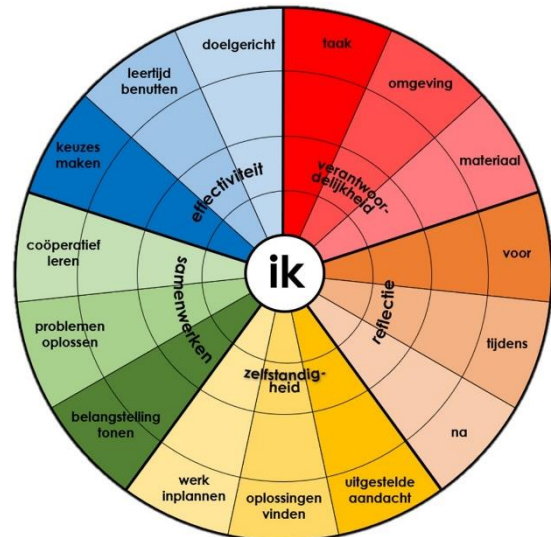 doelgericht
taak
omgeving
materiaal
voor
tijdens
na
uitgestelde
aandacht
oplossingen
vinden
werk
inplannen
belangstelling
tonen
problemen
oplossen
coöperatief
leren
keuzes
maken
leertijd
benutten
effectiviteit
verantwoor-
delijkheid
reflectie
zelfstandig-
heid
samenwerken
ik